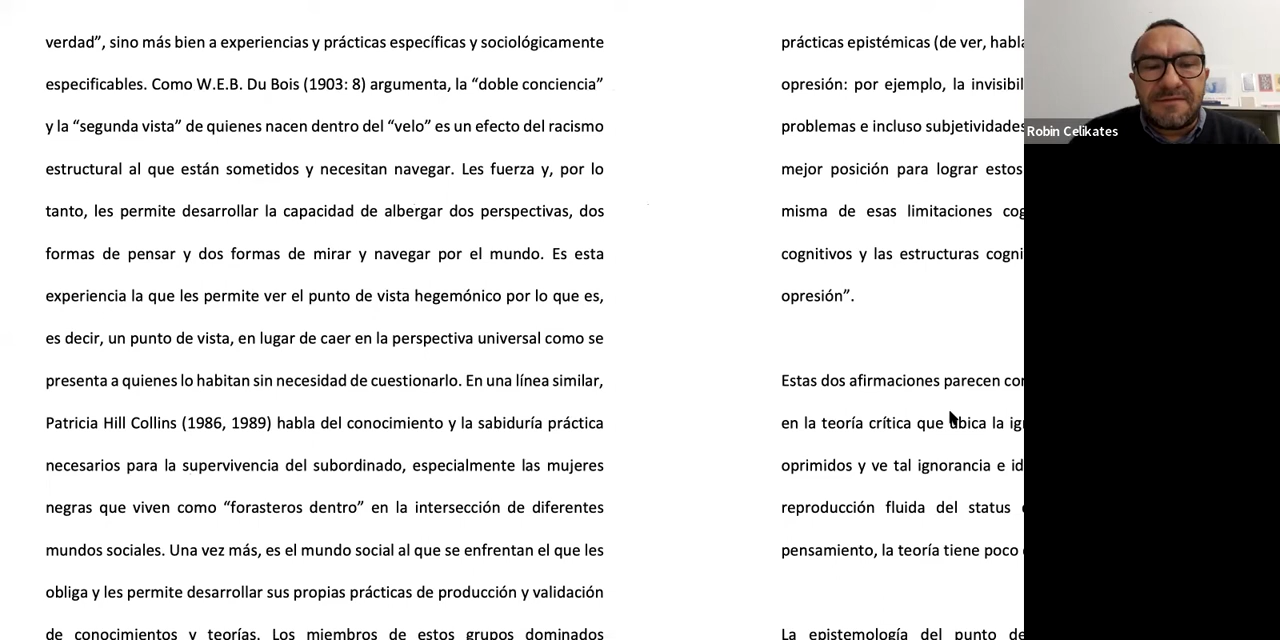 verdad”, sino más bien a experiencias y prácticas específicas y sociológicamente
especificables. Como W.E.B. Du Bois (1903: 8) argumenta, la “doble conciencia”
y la “segunda vista” de quienes nacen dentro del “velo” es un efecto del racismo
estructural al que están sometidos y necesitan navegar. Les fuerza y, por lo
tanto, les permite desarrollar la capacidad de albergar dos perspectivas, dos
formas de pensar y dos formas de mirar y navegar por el mundo. Es esta
experiencia la que les permite ver el punto de vista hegemónico por lo que es,
es decir, un punto de vista, en lugar de caer en la perspectiva universal como se
presenta a quienes lo habitan sin necesidad de cuestionarlo. En una línea similar,
Patricia Hill Collins (1986, 1989) habla del conocimiento y la sabiduría práctica
necesarios para la supervivencia del subordinado, especialmente las mujeres
negras que viven como “forasteros dentro” en la intersección de diferentes
mundos sociales. Una vez más, es el mundo social al que se enfrentan el que les
obliga y les permite desarrollar sus propias prácticas de producción y validación
de conocimientos y teorías. Los miembros de estos grupos dominados
prácticas epistémicas (de ver,
opresión: por ejemplo, la
problemas e incluso subjetividades
mejor posición para lograr estos
misma de esas limitaciones
cognitivos y las estructuras
opresión”.
Estas dos afirmaciones parecen
en la teoría crítica que ubica la
oprimidos y ve tal ignorancia e
reproducción fluida del status
pensamiento, la teoría tiene poco
La epistemología del punto
Robin Celikates